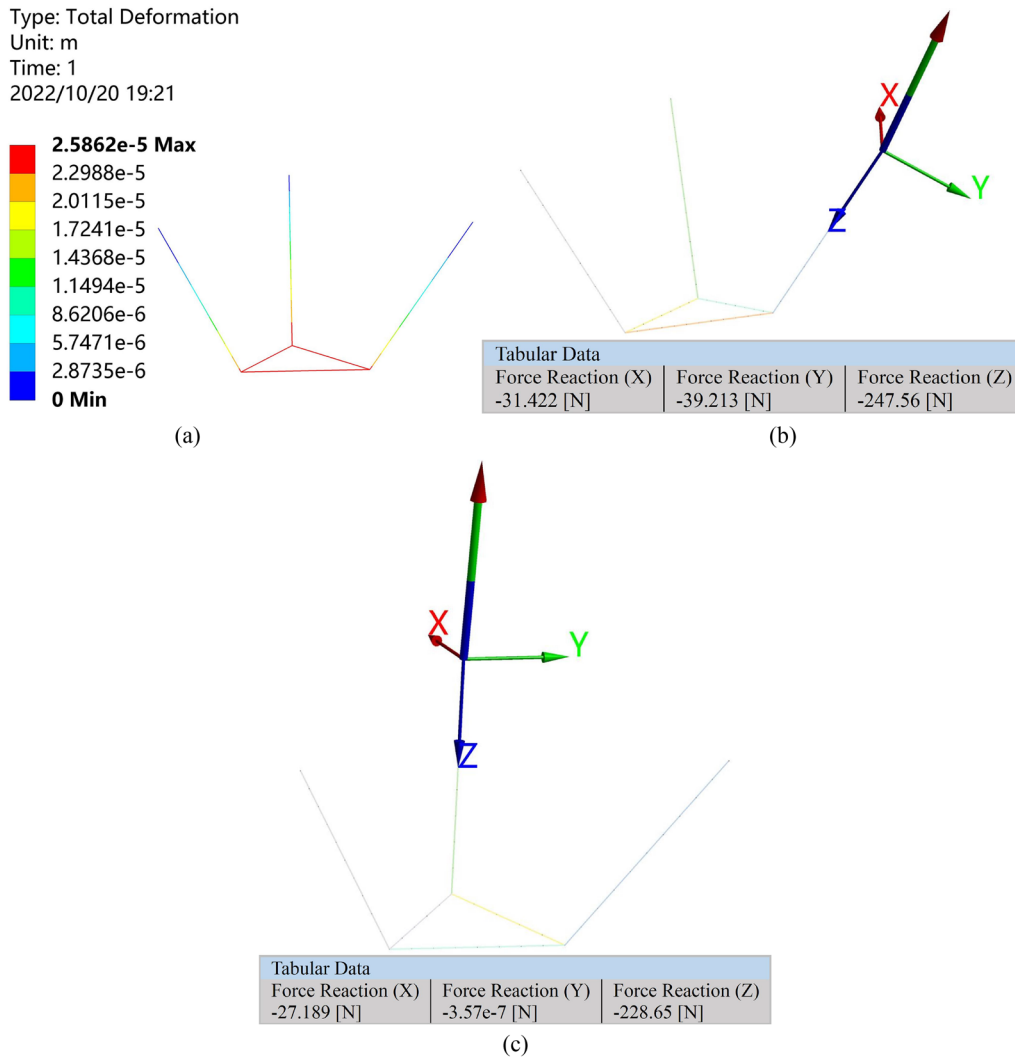 Type: Total Deformation
Unit: m
Time: 1
2022/10/20 19:21
2.5862e-5 Max
2.2988e-5
2.0115e-5
1.7241e-5
1.4368e-5
1.1494e-5
8.6206e-6
5.7471e-6
2.8735e-6
0 Min
(a)
X
Y
Z
Tabular Data
Force Reaction (X) Force Reaction (Y) Force Reaction (Z)
-31.422 [N] -39.213 [N] -247.56 [N]
(b)
X
Y
Z
Tabular Data
Force Reaction (X) Force Reaction (Y) Force Reaction (Z)
-27.189 [N] -3.57e-7 [N] -228.65 [N]
(c)